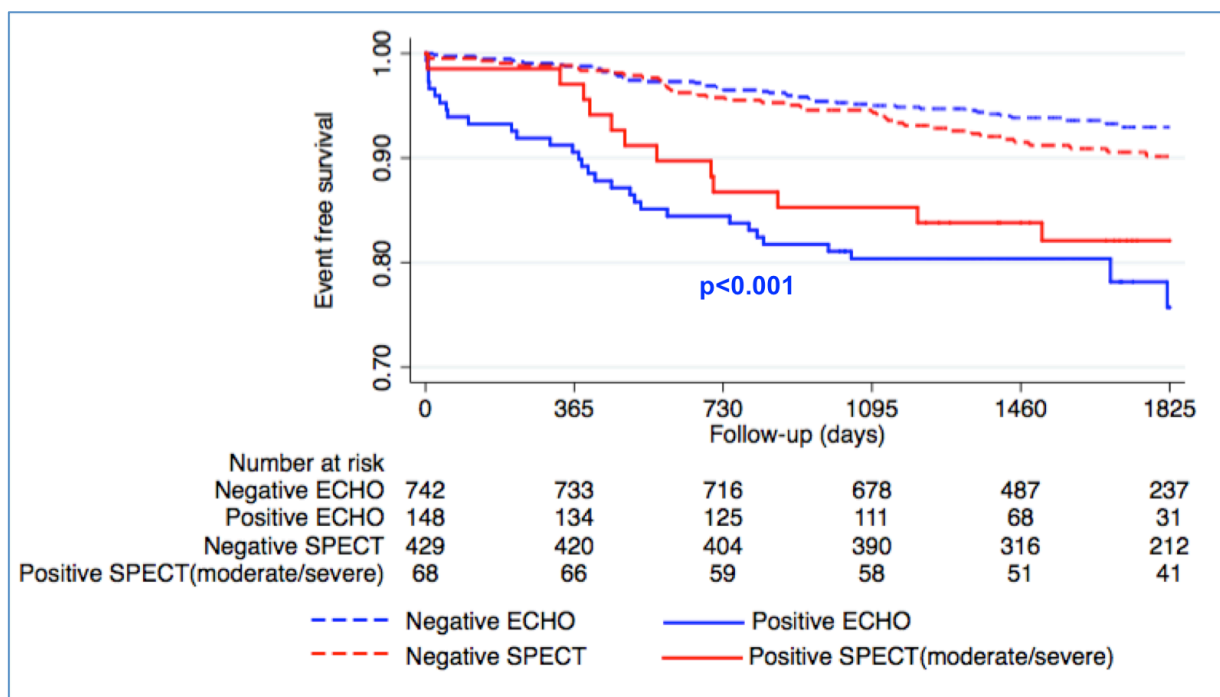 1.00
0.90
0.80
0.70
Event free survival
p<0.001
0 365 730 1095 1460 1825
Follow-up (days)
Number at risk
Negative ECHO 742 733 716 678 487 237
Positive ECHO 148 134 125 111 68 31
Negative SPECT 429 420 404 390 316 212
Positive SPECT(moderate/severe) 68 66 59 58 51 41
Negative ECHO Positive ECHO
Negative SPECT Positive SPECT(moderate/severe)